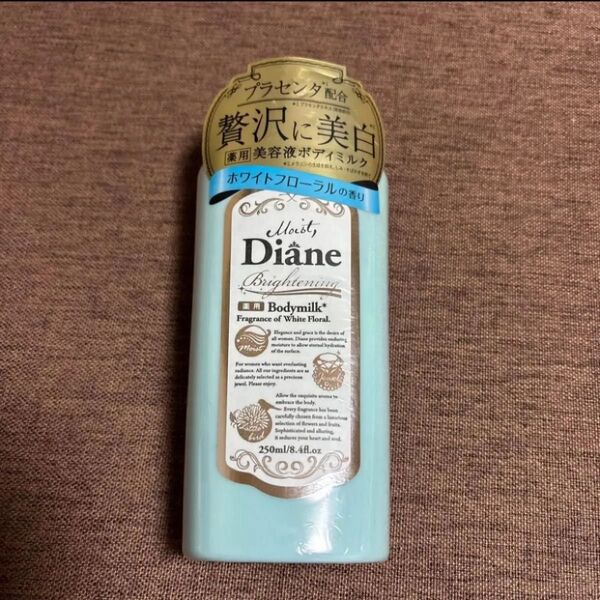 プラセンタ配合
贅沢に美白
薬用 美容液ボディミルク
ホワイトフローラルの香り
Moist,
Diane
Brightening
薬用 Bodymilk*
Fragrance of White Floral.
Elegance and grace is the desire of
all woman. Diane provides enduring
moisture to allow eternal hydration
of the surface.
Moist
For women who want everlasting
radiance. All our ingredients are as
delicately selected as a precious
jewel. Please enjoy.
Allow the exquisite aroma to
embrace the body.
Every fragrance has been
carefully chosen from a luxurious
selection of flowers and fruits.
Sophisticated and alluring,
it seduces your heart and soul.
bird
250ml/8.4fl.oz